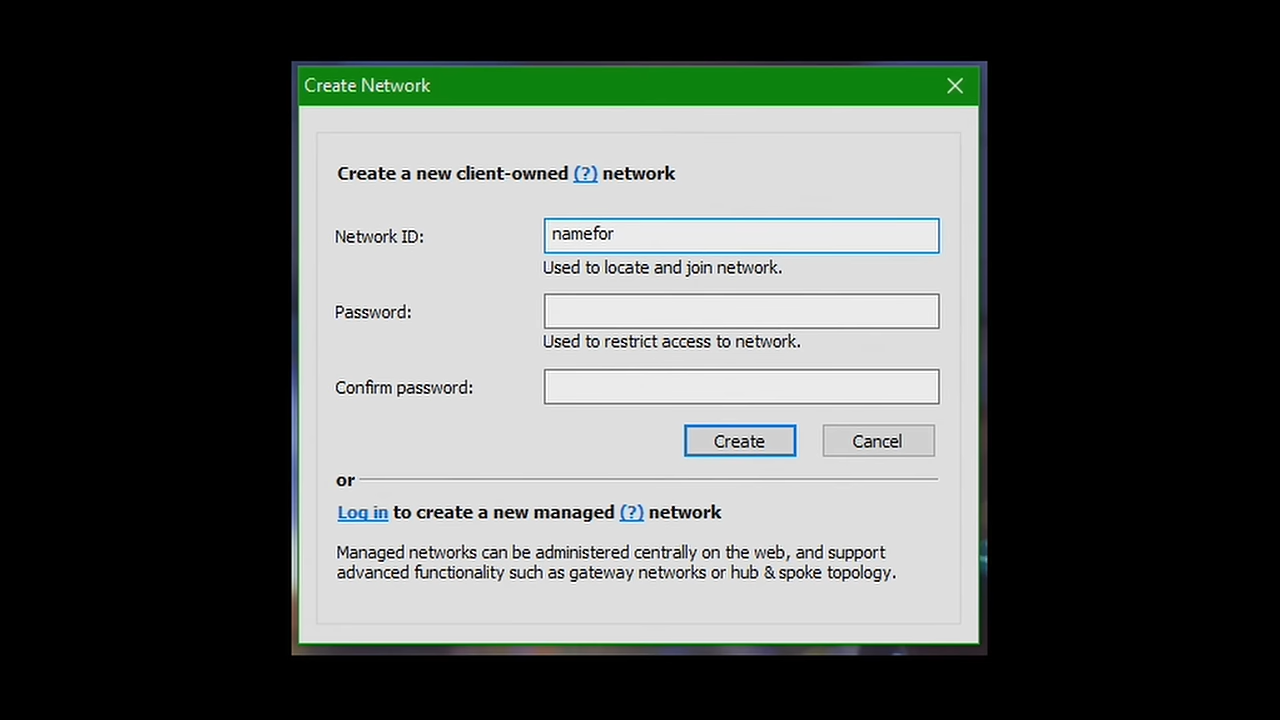 Create Network
Create a new client-owned (?) network
Network ID: namefor
Used to locate and join network.
Password:
Used to restrict access to network.
Confirm password:
Create Cancel
or
Log in to create a new managed (?) network
Managed networks can be administered centrally on the web, and support
advanced functionality such as gateway networks or hub & spoke topology.